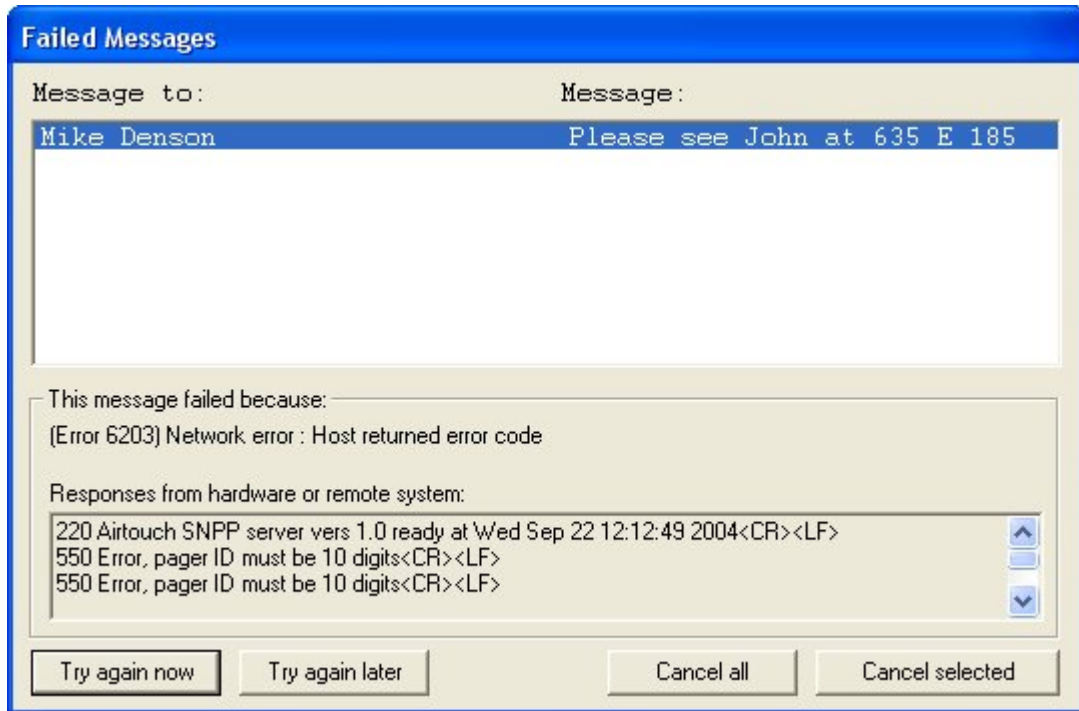 Failed Messages
Message to: Message:
Mike Denson Please see John at 635 E 185
This message failed because:
(Error 6203) Network error : Host returned error code
Responses from hardware or remote system:
220 Airtouch SNPP server vers 1.0 ready at Wed Sep 22 12:12:49 2004<CR><LF>
550 Error, pager ID must be 10 digits<CR><LF>
550 Error, pager ID must be 10 digits<CR><LF>
Try again now Try again later Cancel all Cancel selected